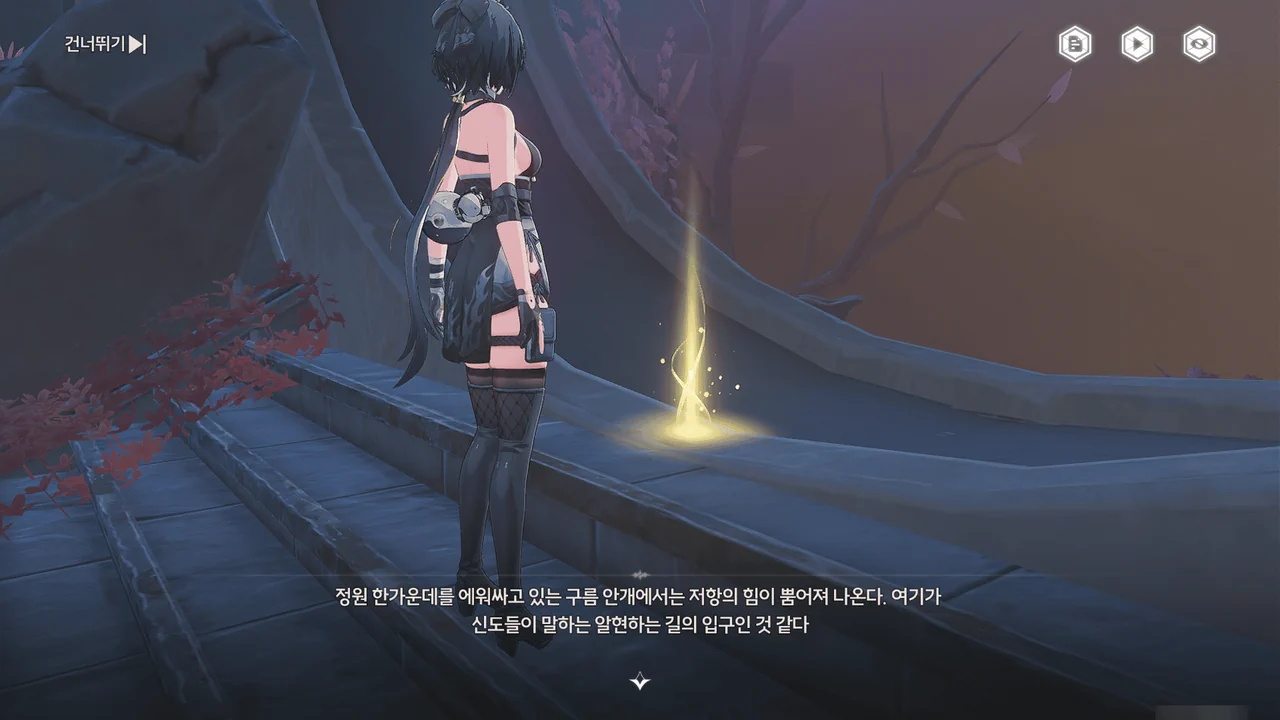 건너뛰기
정원 한가운데를 에워싸고 있는 구름 안개에서는 저항의 힘이 뿜어져 나온다. 여기가
신도들이 말하는 알현하는 길의 입구인 것 같다